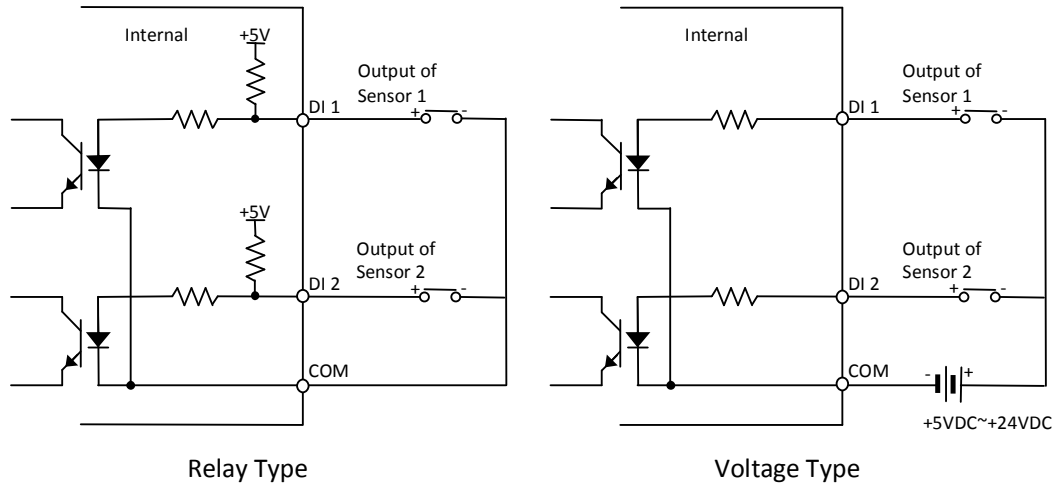 Internal
+5V
Output of
Sensor 1
DI 1
+ -
+5V
Output of
Sensor 2
DI 2
+ -
COM
Relay Type
Internal
Output of
Sensor 1
DI 1
+ -
Output of
Sensor 2
DI 2
+ -
COM
- +
+5VDC~+24VDC
Voltage Type